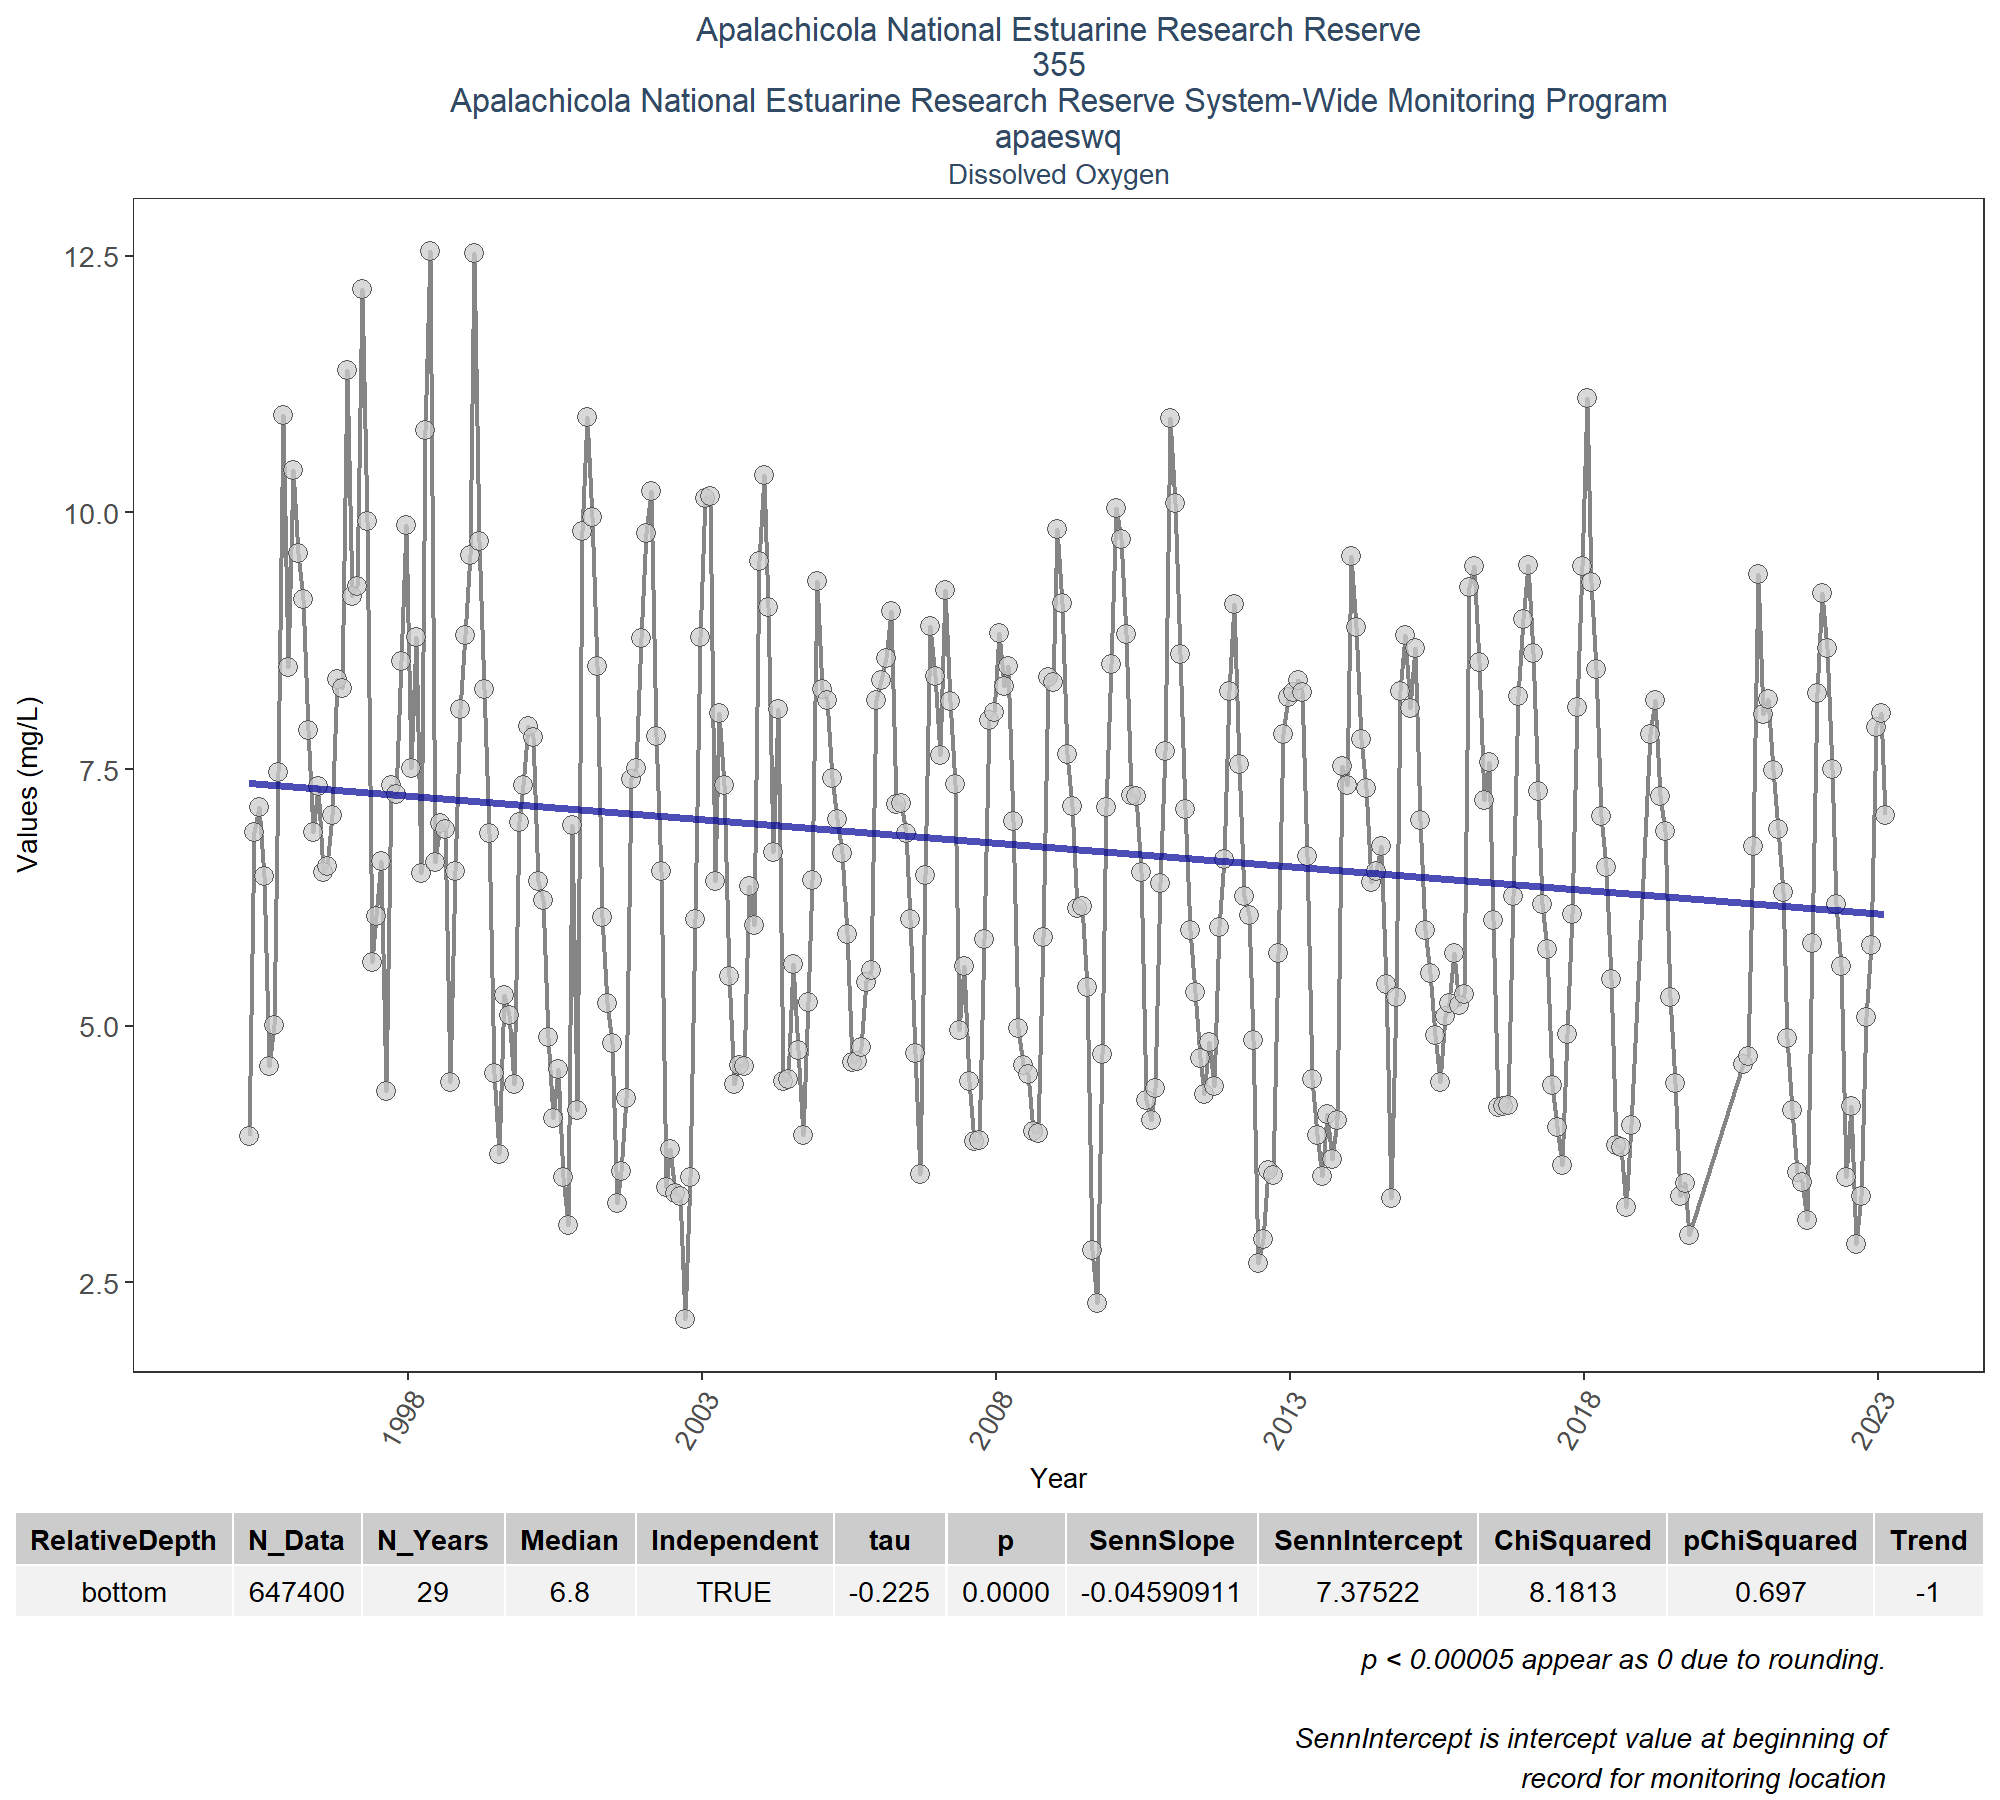 Apalachicola National Estuarine Research Reserve
355
Apalachicola National Estuarine Research Reserve System-Wide Monitoring Program
apaeswq
Dissolved Oxygen
Values (mg/L)
12.5
10.0
7.5
5.0
2.5
1998 2003 2008 2013 2018 2023
Year
RelativeDepth N_Data N_Years Median Independent tau p SennSlope SennIntercept ChiSquared pChiSquared Trend
bottom 647400 29 6.8 TRUE -0.225 0.0000 -0.04590911 7.37522 8.1813 0.697 -1
p < 0.00005 appear as 0 due to rounding.
SennIntercept is intercept value at beginning of
record for monitoring location